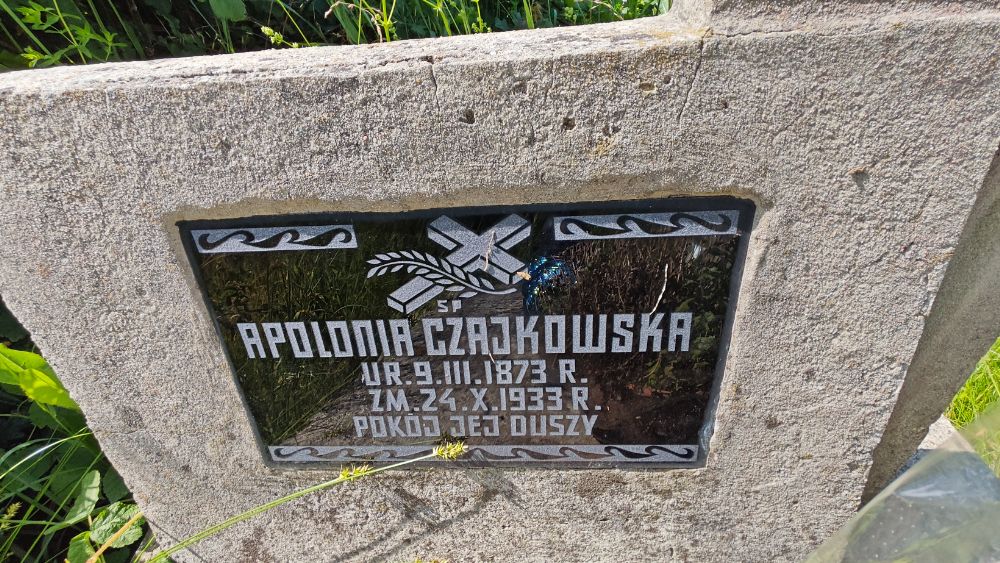 ŚP
APOLONIA CZAJKOWSKA
UR. 9. III. 1873 R.
ZM. 24. X. 1933 R.
POKÓJ JEJ DUSZY